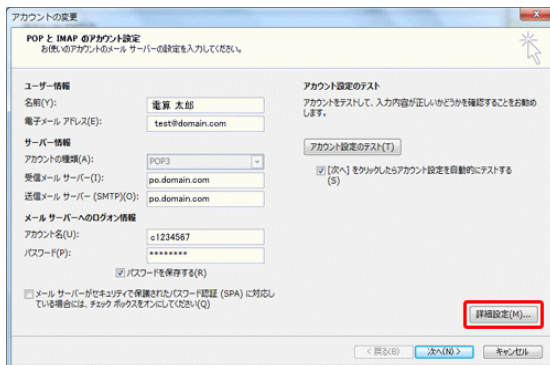 アカウントの変更
POP と IMAP のアカウント設定
お使いのアカウントのメール サーバーの設定を入力してください。
ユーザー情報
名前(Y):
電算 太郎
電子メール アドレス(E):
test@domain.com
サーバー情報
アカウントの種類(A):
POP3
受信メール サーバー(I):
po.domain.com
送信メール サーバー (SMTP)(O):
po.domain.com
メール サーバーへのログオン情報
アカウント名(U):
c1234567
パスワード(P):
********
パスワードを保存する(R)
メール サーバーがセキュリティで保護されたパスワード認証 (SPA) に対応し
ている場合には、チェック ボックスをオンにしてください(Q)
アカウント設定のテスト
アカウントをテストして、入力内容が正しいかどうかを確認することをお勧め
します。
アカウント設定のテスト(T)
[次へ] をクリックしたらアカウント設定を自動的にテストする
(S)
詳細設定(M)...
< 戻る(B)
次へ(N) >
キャンセル